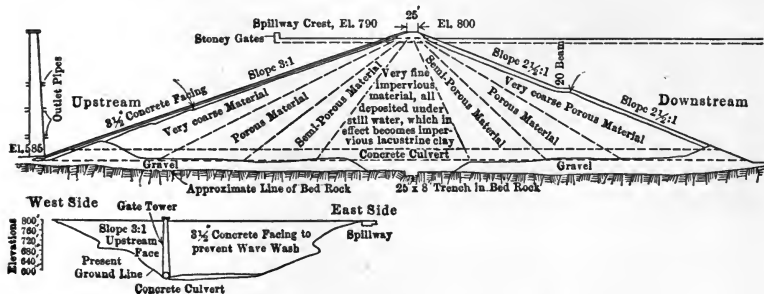 25'
Spillway Crest, El. 790
El. 800
Stoney Gates
Slope 3:1
Slope 2½:1
20 Beam
Outlet Pipes
Upstream
3½" Concrete Facing
Very coarse Material
Porous Material
Semi-Porous Material
Very fine
impervious
material, all
deposited under
still water, which in
effect becomes imper-
vious lacustrine clay
Semi-Porous Material
Porous Material
Very coarse Porous Material
Slope 2½:1
Downstream
El. 585
Concrete Culvert
Gravel
Gravel
Approximate Line of Bed Rock
25 x 8' Trench In Bed Rock
West Side
East Side
Gate Tower
Elevations
800'
760
720
680
640
600
Slope 3:1
Upstream
Face
Present
Ground Line
3½" Concrete Facing to
prevent Wave Wash
Spillway
Concrete Culvert